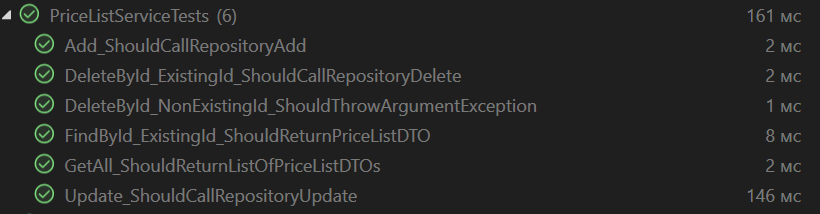 PriceListServiceTests (6) 161 мс
Add_ShouldCallRepositoryAdd 2 мс
DeleteById_ExistingId_ShouldCallRepositoryDelete 2 мс
DeleteById_NonExistingId_ShouldThrowArgumentException 1 мс
FindById_ExistingId_ShouldReturnPriceListDTO 8 мс
GetAll_ShouldReturnListOfPriceListDTOs 2 мс
Update_ShouldCallRepositoryUpdate 146 мс